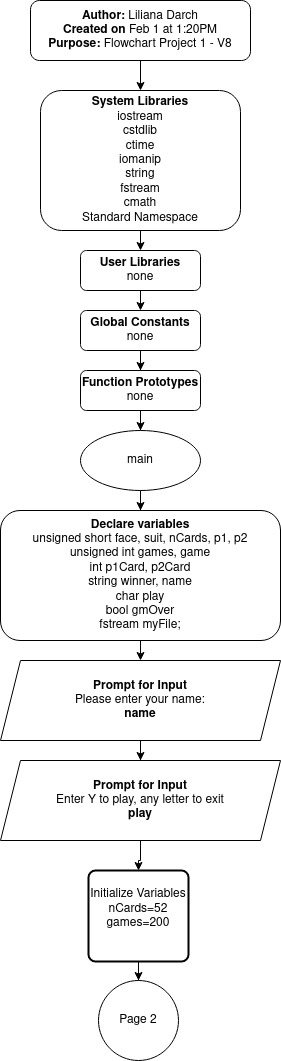 Author: Liliana Darch
Created on Feb 1 at 1:20PM
Purpose: Flowchart Project 1 - V8
System Libraries
iostream
cstdlib
ctime
iomanip
string
fstream
cmath
Standard Namespace
User Libraries
none
Global Constants
none
Function Prototypes
none
main
Declare variables
unsigned short face, suit, nCards, p1, p2
unsigned int games, game
int p1Card, p2Card
string winner, name
char play
bool gmOver
fstream myFile;
Prompt for Input
Please enter your name:
name
Prompt for Input
Enter Y to play, any letter to exit
play
Initialize Variables
nCards=52
games=200
Page 2